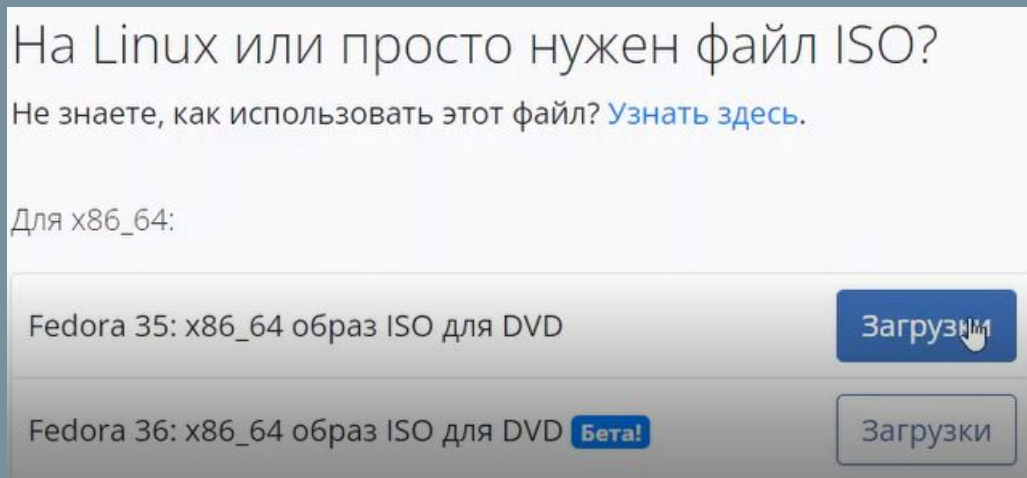 На Linux или просто нужен файл ISO?
Не знаете, как использовать этот файл? Узнать здесь.
Для x86_64:
Fedora 35: x86_64 образ ISO для DVD Загрузки
Fedora 36: x86_64 образ ISO для DVD Бета! Загрузки